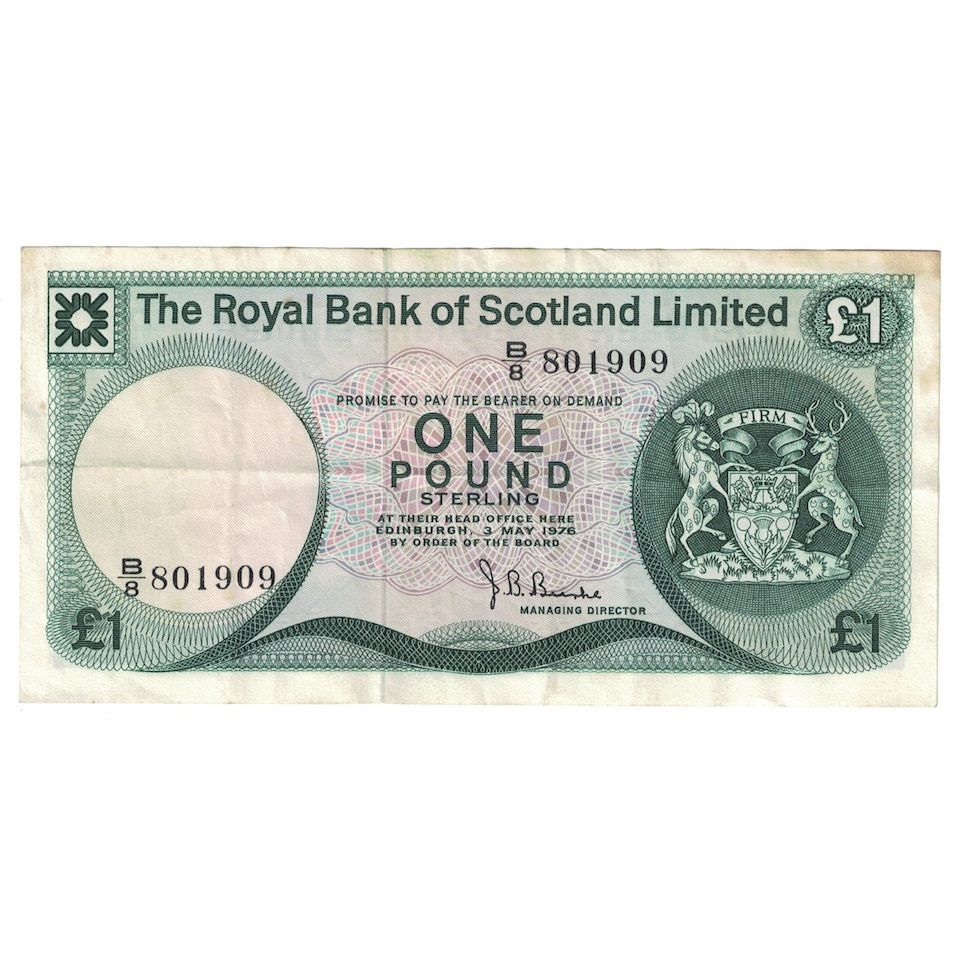 The Royal Bank of Scotland Limited
£1
B/8 801909
PROMISE TO PAY THE BEARER ON DEMAND
ONE
POUND
STERLING
AT THEIR HEAD OFFICE HERE
EDINBURGH, 3 MAY 1976
BY ORDER OF THE BOARD
FIRM
B/8 801909
J. B. Burke
MANAGING DIRECTOR
£1
£1